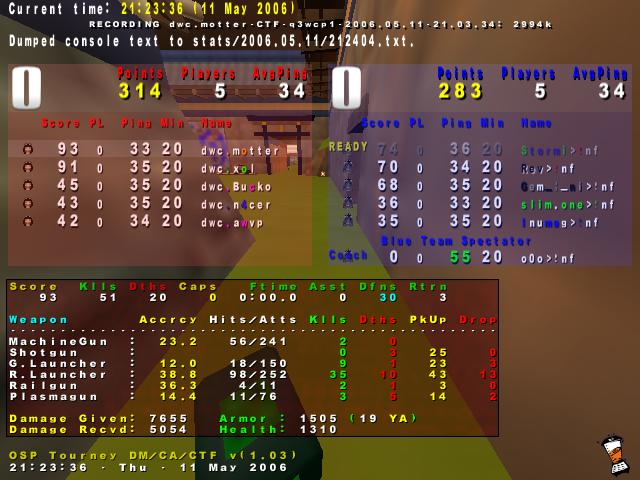 Current time: 21:23:36 (11 May 2006)
RECORDING dwc.motter-CTF-q3wcp1-2006.05.11-21.03.34: 2994k
Dumped console text to stats/2006.05.11/212404.txt.
0 Points Players AvgPing
314 5 34
0 Points Players AvgPing
283 5 34
Score PL Ping Min Name
93 0 33 20 dwc.motter
91 0 35 20 dwc.xol
45 0 35 20 dwc.Bucko
43 0 35 20 dwc.n4cer
42 0 34 20 dwc.awvp
Score PL Ping Min Name
READY 74 0 36 20
70 0 34 20 Rev>!nf
68 0 35 20
36 0 33 20 slim.one>!nf
35 0 35 20
Blue Team Spectator
Coach 0 0 55 20 o0o>!nf
Score Klls Dths Caps Ftime Asst Dfns Rtrn
93 51 20 0 0:00.0 0 30 3
Weapon Accrcy Hits/Atts Klls Dths PkUp Drop
MachineGun : 23.2 56/241 2 0
Shotgun : 0 3 25 0
G.Launcher : 12.0 18/150 9 1 23 3
R.Launcher : 38.8 98/252 35 10 43 13
Railgun : 36.3 4/11 2 1 3 0
Plasmagun : 14.4 11/76 3 5 14 2
Damage Given: 7655 Armor : 1505 (19 YA)
Damage Recvd: 5054 Health: 1310
OSP Tourney DM/CA/CTF v(1.03)
21:23:36 - Thu - 11 May 2006